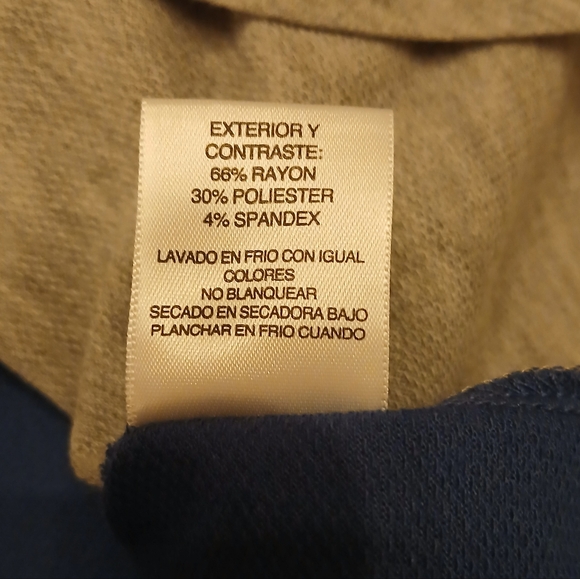 EXTERIOR Y
CONTRASTE:
66% RAYON
30% POLIESTER
4% SPANDEX
LAVADO EN FRIO CON IGUAL
COLORES
NO BLANQUEAR
SECADO EN SECADORA BAJO
PLANCHAR EN FRIO CUANDO